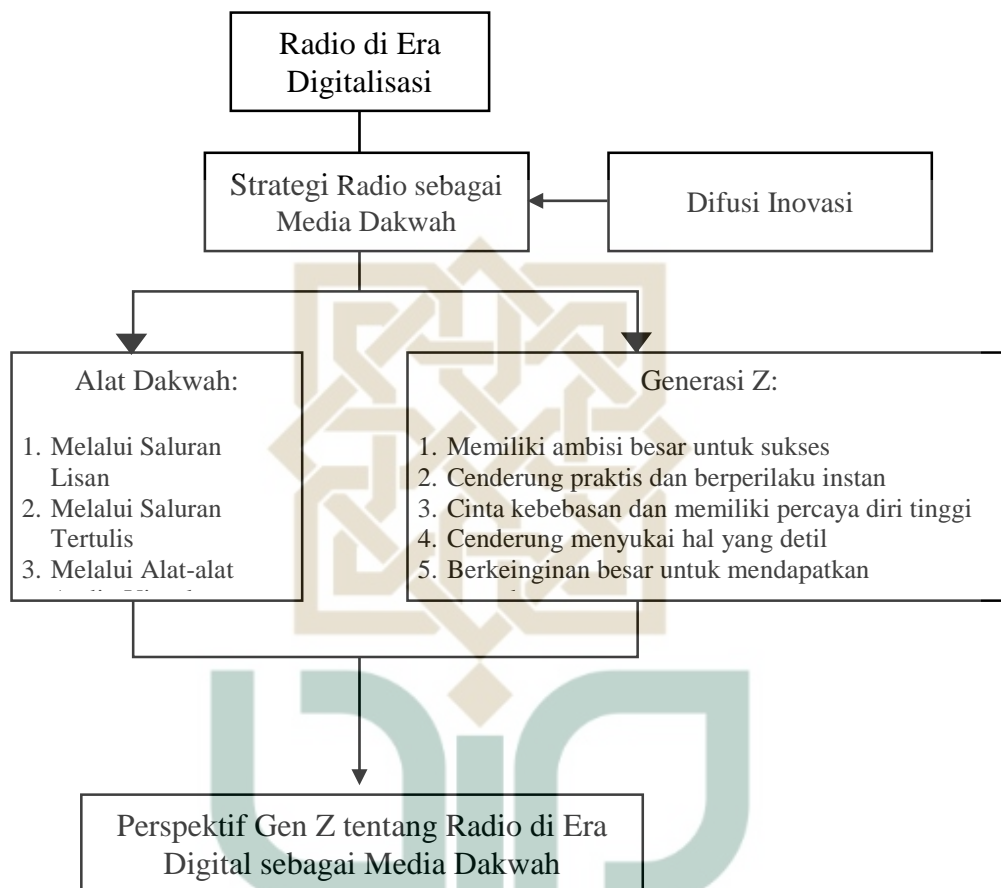 Radio di Era
Digitalisasi
Strategi Radio sebagai
Media Dakwah
Difusi Inovasi
Alat Dakwah:
1. Melalui Saluran
Lisan
2. Melalui Saluran
Tertulis
3. Melalui Alat-alat
Generasi Z:
1. Memiliki ambisi besar untuk sukses
2. Cenderung praktis dan berperilaku instan
3. Cinta kebebasan dan memiliki percaya diri tinggi
4. Cenderung menyukai hal yang detil
5. Berkeinginan besar untuk mendapatkan
Perspektif Gen Z tentang Radio di Era
Digital sebagai Media Dakwah